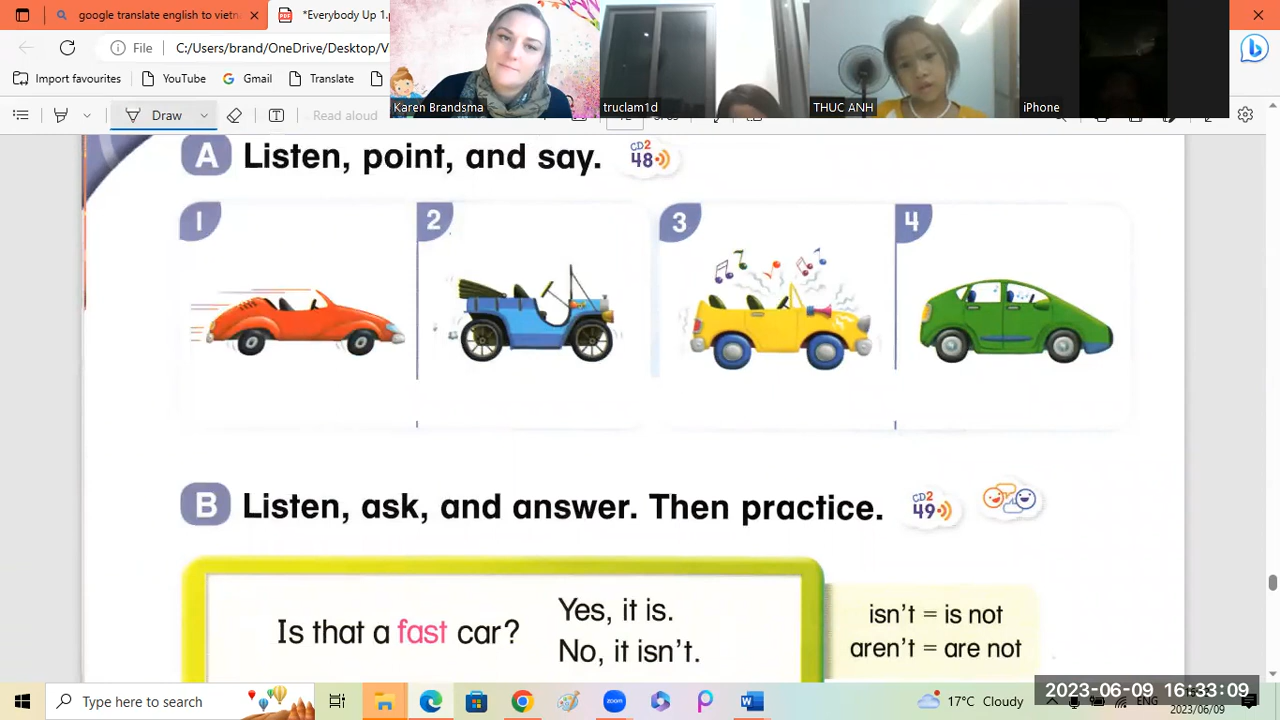 google translate english to vietn
*Everybody Up 1.p
File
C:/Users/brand/OneDrive/Desktop/V
Import favourites
YouTube
Gmail
Translate
Draw
Read aloud
Karen Brandsma
truclam1d
THUC ANH
iPhone
A Listen, point, and say. CD2 48
1
2
3
4
B Listen, ask, and answer. Then practice. CD2 49
Is that a fast car?
Yes, it is.
No, it isn't.
isn't = is not
aren't = are not
Type here to search
zoom
17°C Cloudy
ENG
2023-06-09 16:33:09
2023/06/09